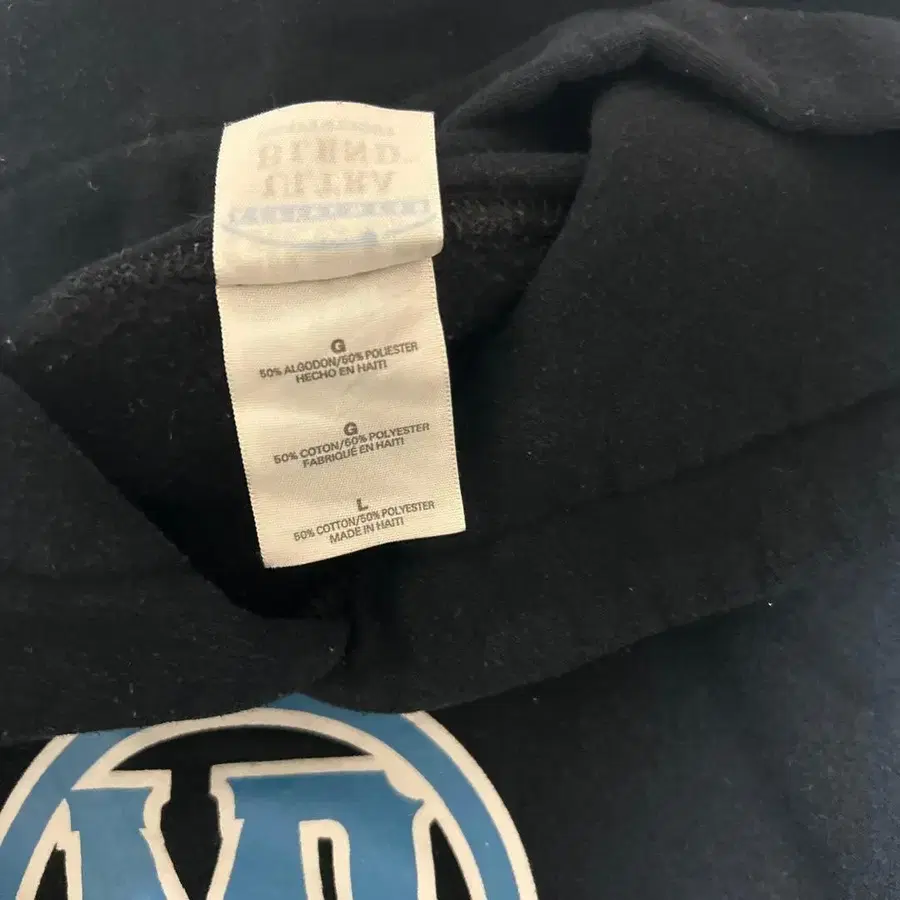 G
50% ALGODON/50% POLIESTER
HECHO EN HAITI
G
50% COTON/50% POLYESTER
FABRIQUÉ EN HAITI
L
50% COTTON/50% POLYESTER
MADE IN HAITI